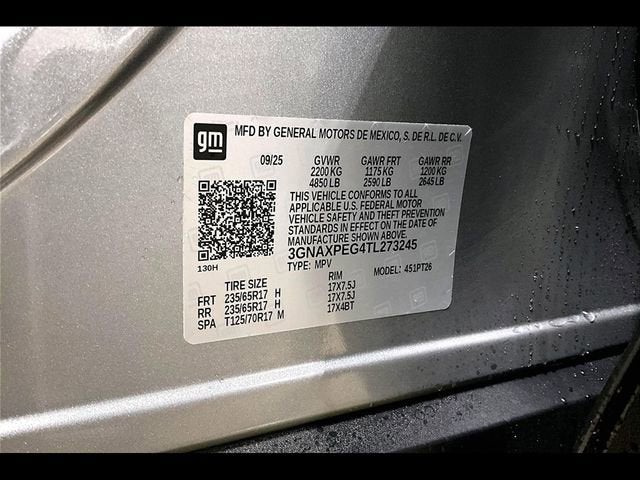 gm MFD BY GENERAL MOTORS DE MEXICO, S. DE R.L. DE C.V.
09/25 GVWR GAWR FRT GAWR RR
2200 KG 1175 KG 1200 KG
4850 LB 2590 LB 2645 LB
THIS VEHICLE CONFORMS TO ALL
APPLICABLE U.S. FEDERAL MOTOR
VEHICLE SAFETY AND THEFT PREVENTION
STANDARDS IN EFFECT ON THE DATE OF
MANUFACTURE SHOWN ABOVE.
3GNAXPEG4TL273245
130H TYPE: MPV MODEL: 451PT26
TIRE SIZE RIM
FRT 235/65R17 H 17X7.5J
RR 235/65R17 H 17X7.5J
SPA T125/70R17 M 17X4BT